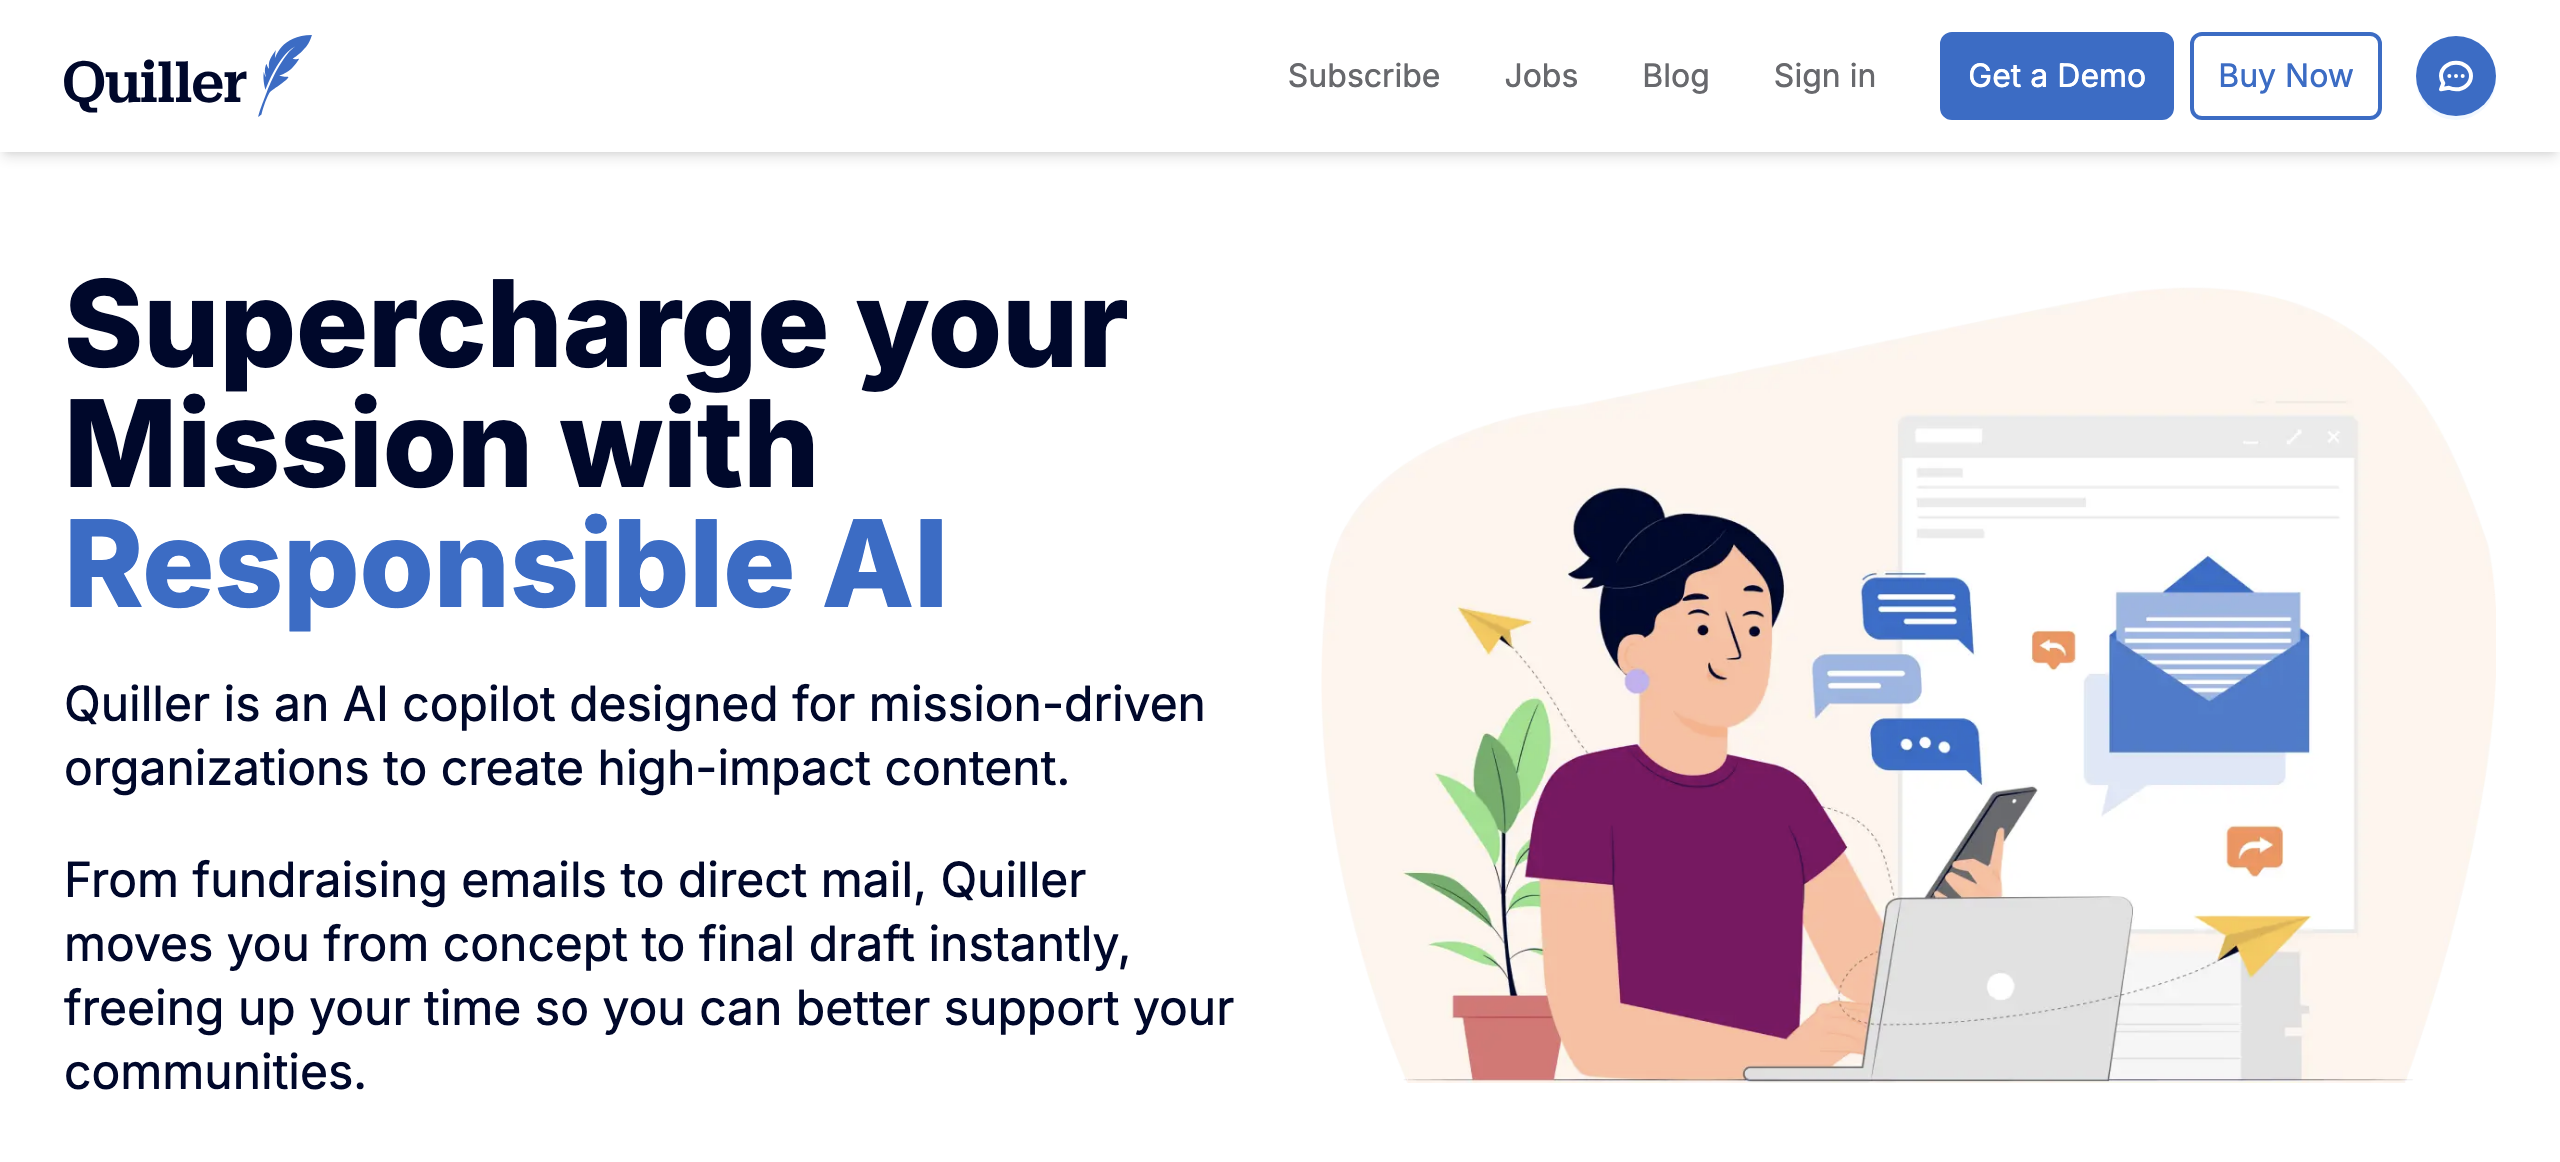 Quiller
Subscribe Jobs Blog Sign in Get a Demo Buy Now
Supercharge your
Mission with
Responsible AI
Quiller is an AI copilot designed for mission-driven
organizations to create high-impact content.
From fundraising emails to direct mail, Quiller
moves you from concept to final draft instantly,
freeing up your time so you can better support your
communities.